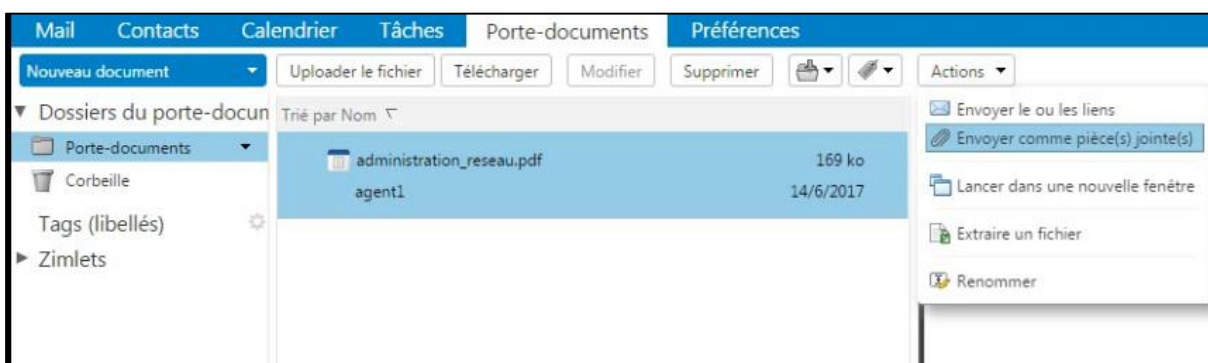 Mail Contacts Calendrier Tâches Porte-documents Préférences
Nouveau document Uploader le fichier Télécharger Modifier Supprimer Actions
Dossiers du porte-docun
Porte-documents
Corbeille
Tags (libellés)
Zimlets
Trié par Nom
administration_reseau.pdf 169 ko
agent1 14/6/2017
Envoyer le ou les liens
Envoyer comme pièce(s) jointe(s)
Lancer dans une nouvelle fenêtre
Extraire un fichier
Renommer